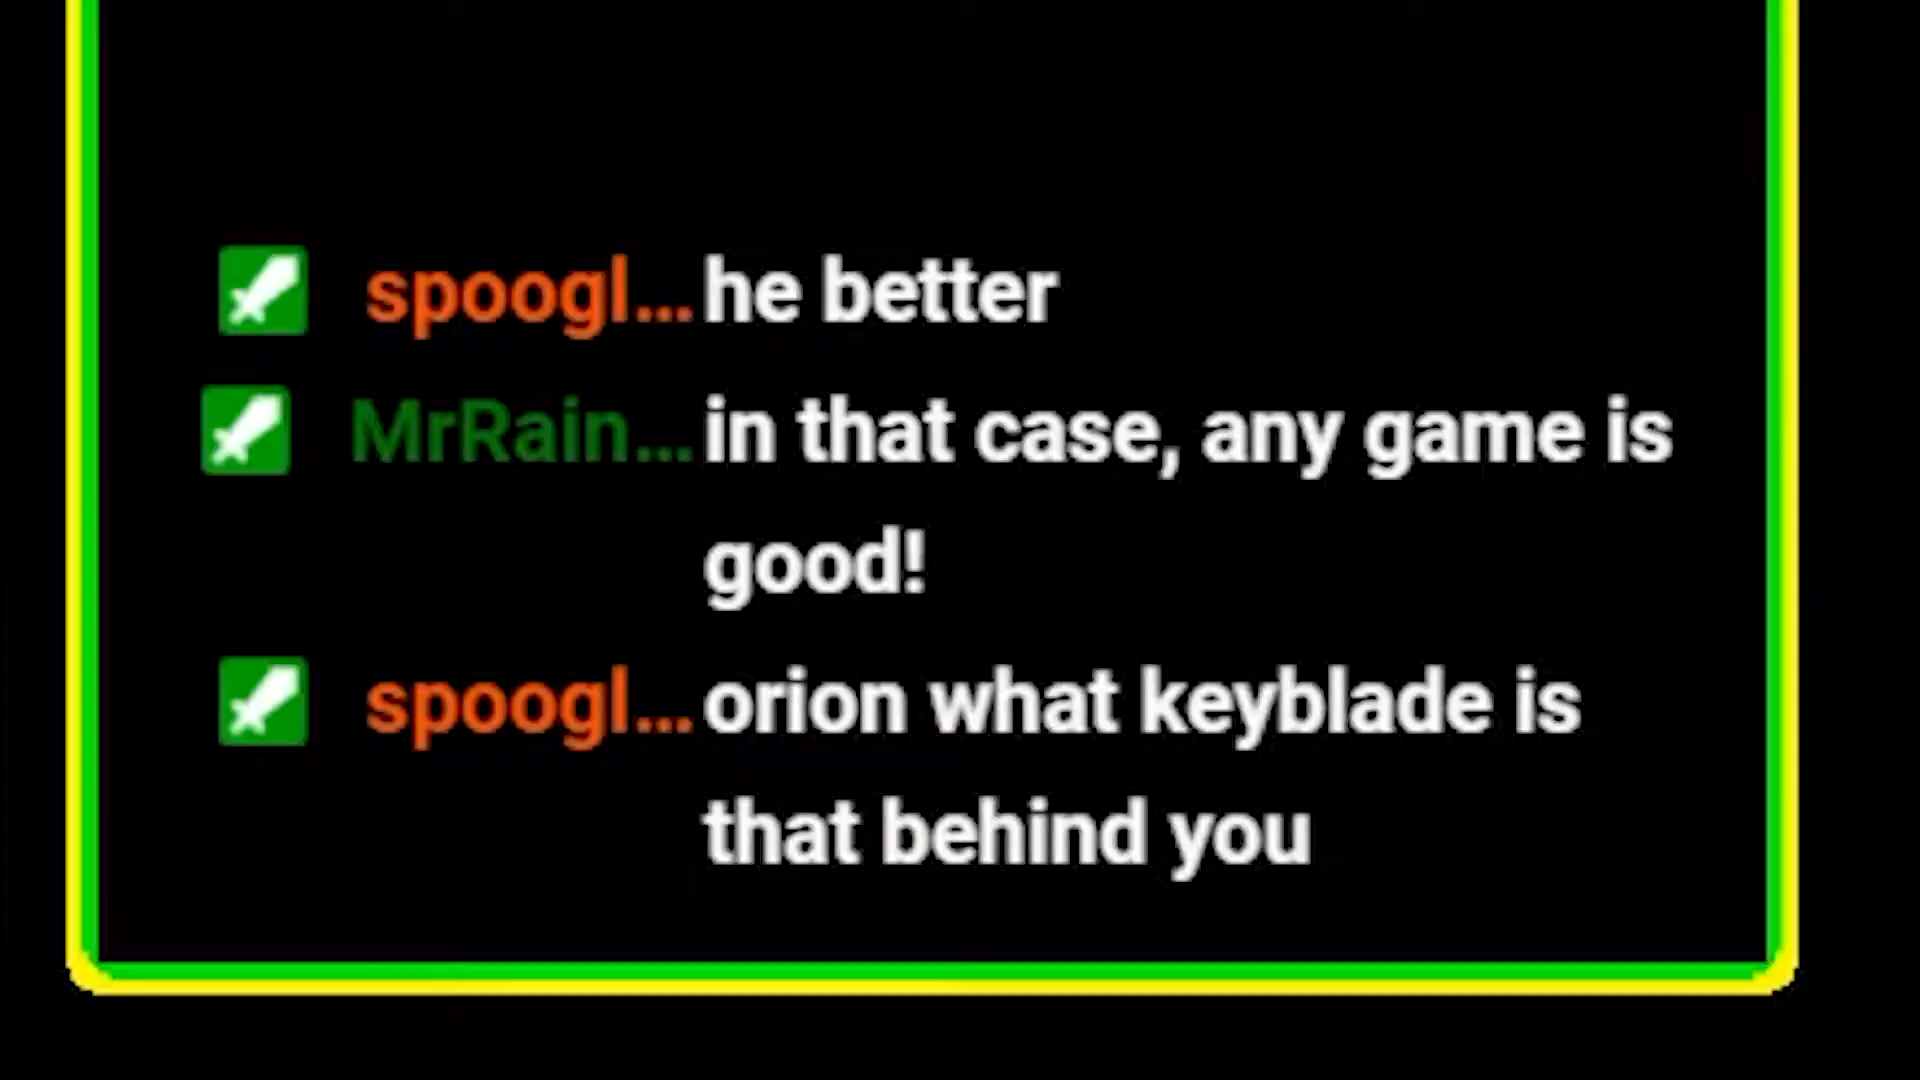 spoogl... he better
MrRain... in that case, any game is
good!
spoogl... orion what keyblade is
that behind you